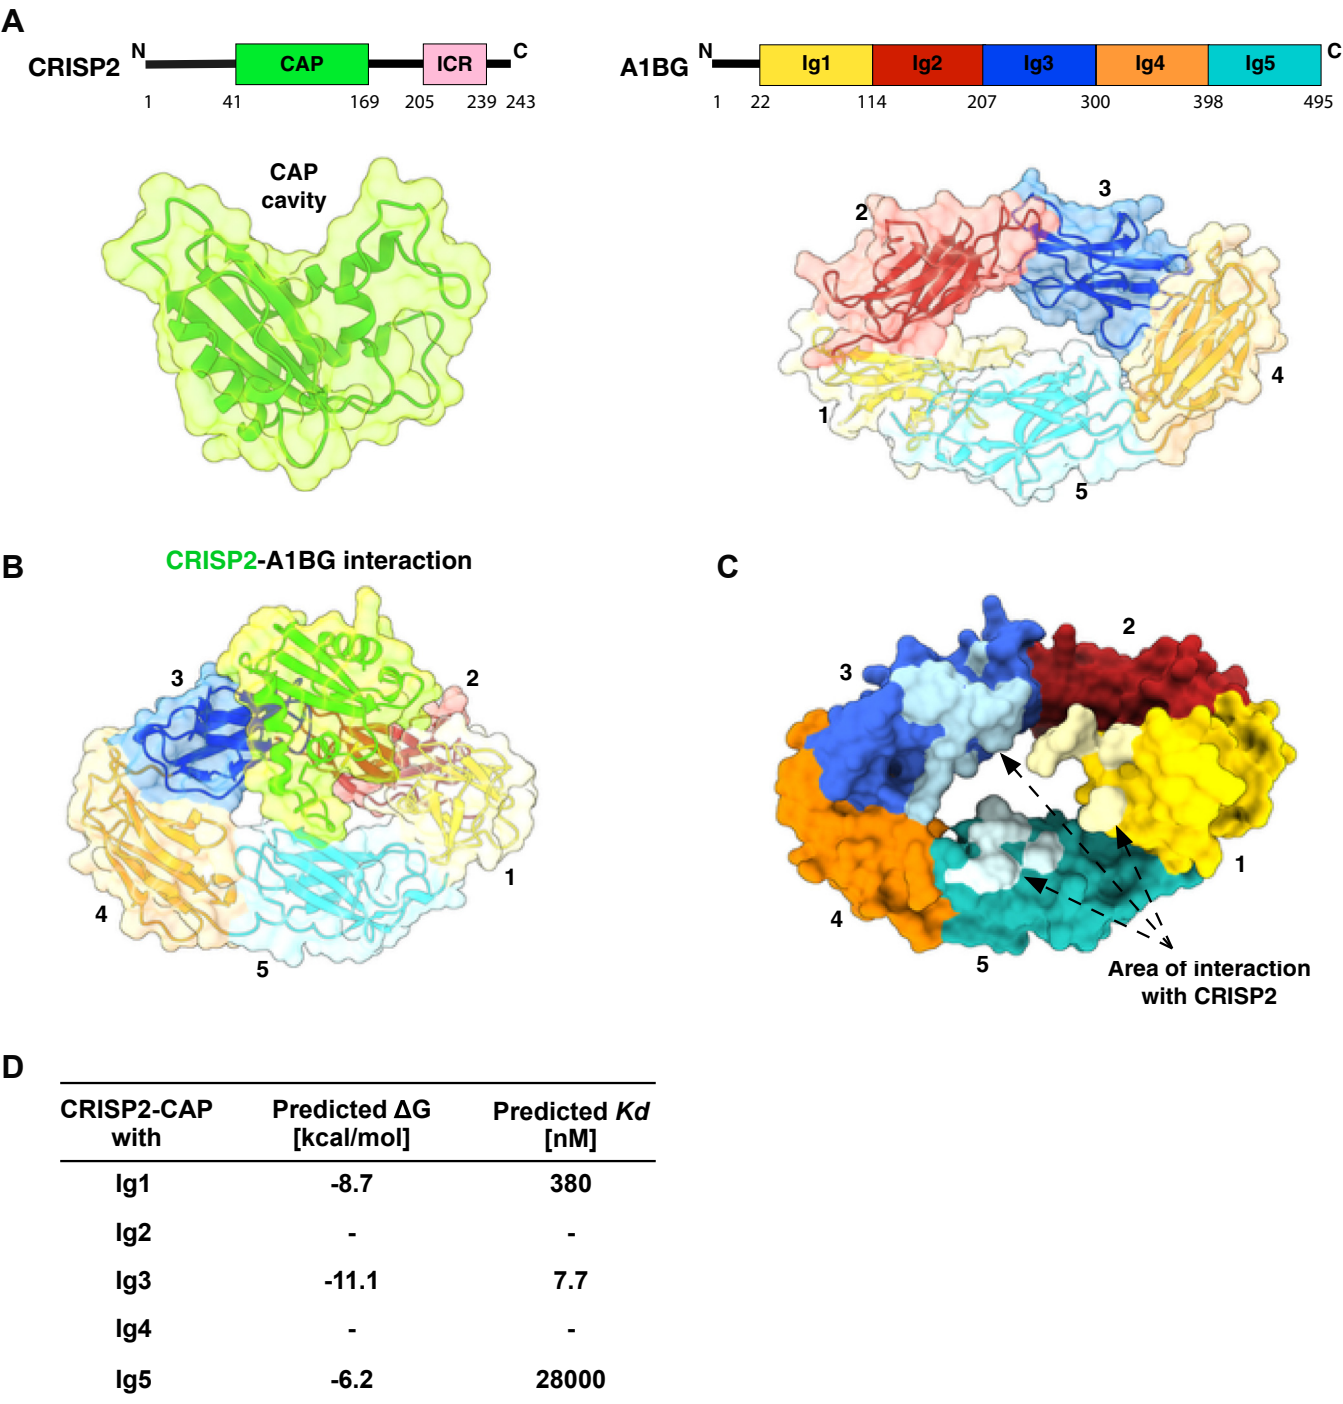 A
CRISP2 N CAP ICR C
1 41 169 205 239 243
A1BG N Ig1 Ig2 Ig3 Ig4 Ig5 C
1 22 114 207 300 398 495
CAP
cavity
2 3
1 4
5
B
CRISP2-A1BG interaction
3 2
4 1
5
C
2
3
1
4
5
Area of interaction
with CRISP2
D
CRISP2-CAP with Predicted ΔG [kcal/mol] Predicted Kd [nM]
Ig1 -8.7 380
Ig2 - -
Ig3 -11.1 7.7
Ig4 - -
Ig5 -6.2 28000